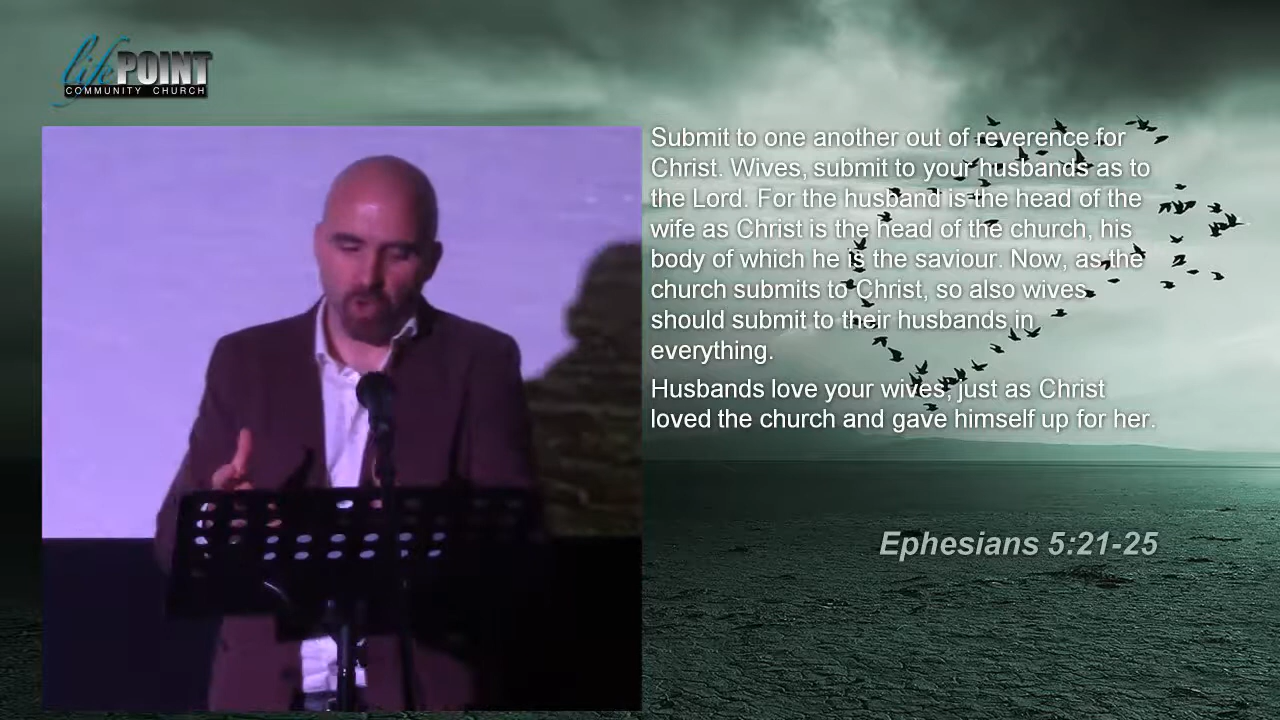 lifePOINT
COMMUNITY CHURCH
Submit to one another out of reverence for
Christ. Wives, submit to your husbands as to
the Lord. For the husband is the head of the
wife as Christ is the head of the church, his
body of which he is the saviour. Now, as the
church submits to Christ, so also wives
should submit to their husbands in
everything.
Husbands love your wives, just as Christ
loved the church and gave himself up for her.
Ephesians 5:21-25